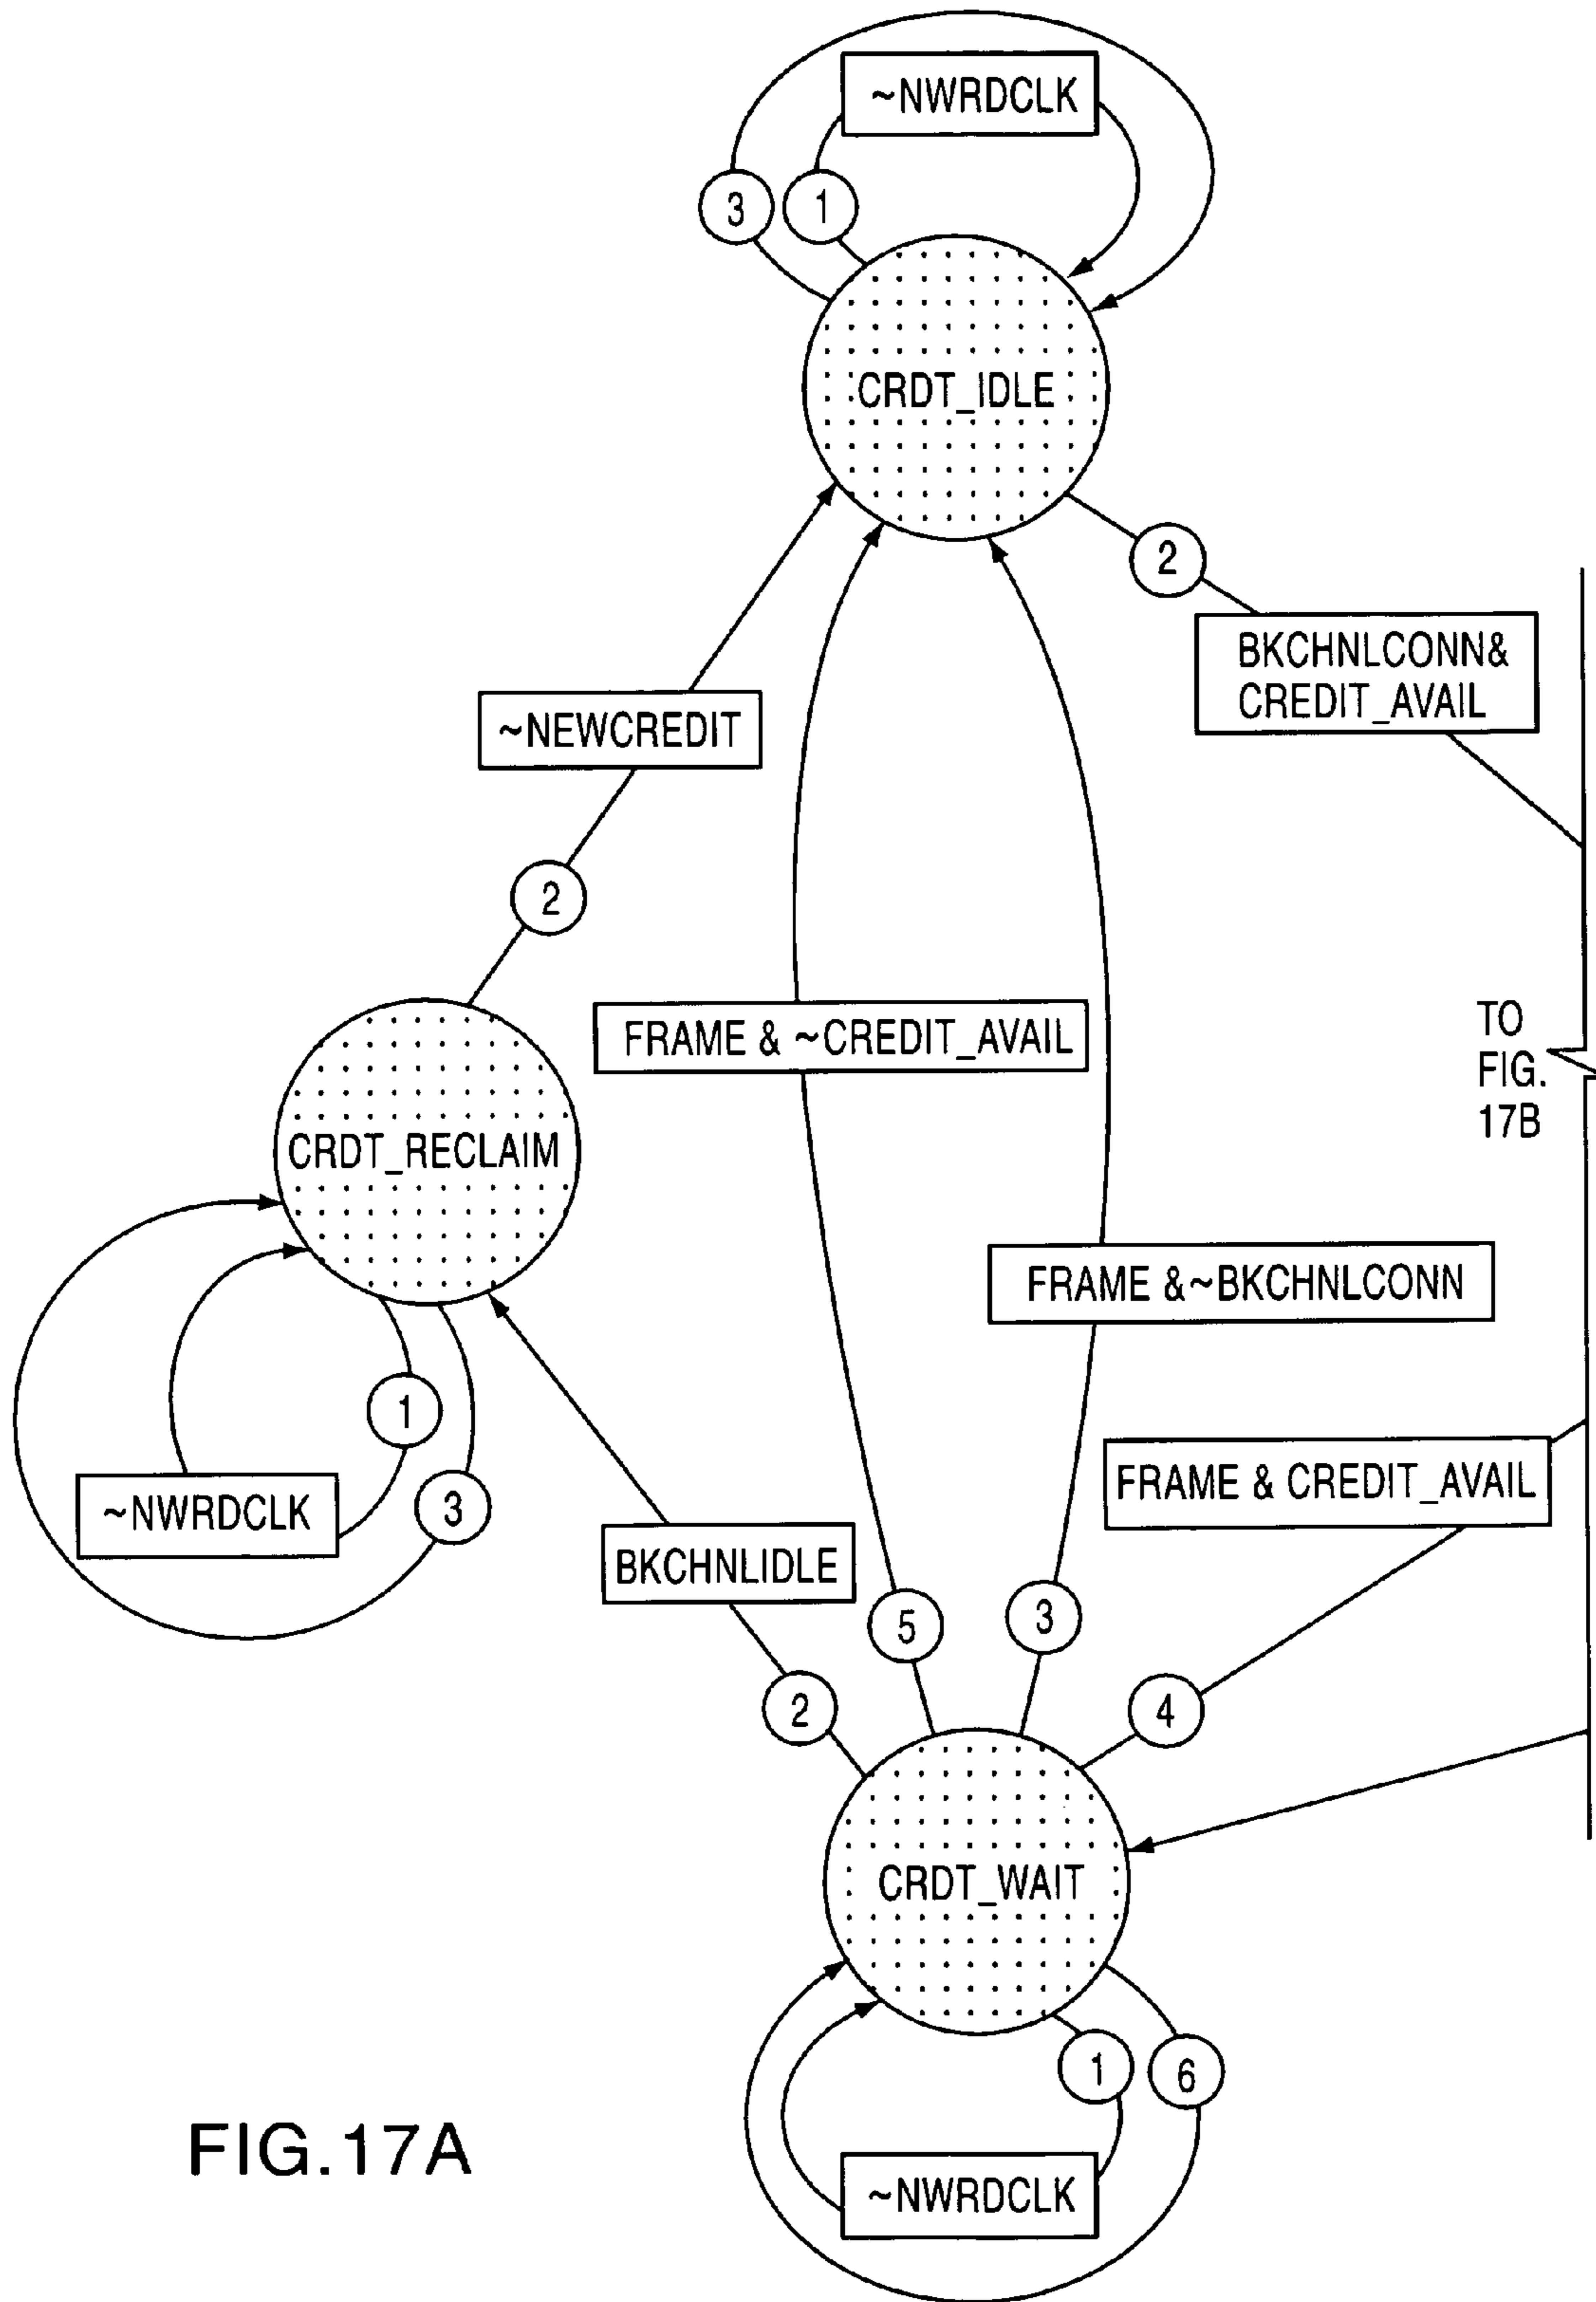 ~NWRDCLK
3
1
CRDT_IDLE
2
BKCHNLCONN&
CREDIT_AVAIL
~NEWCREDIT
2
FRAME & ~CREDIT_AVAIL
TO
FIG.
17B
CRDT_RECLAIM
FRAME &~BKCHNLCONN
1
FRAME & CREDIT_AVAIL
~NWRDCLK
3
BKCHNLIDLE
5
3
2
4
CRDT_WAIT
1
6
~NWRDCLK
FIG.17A